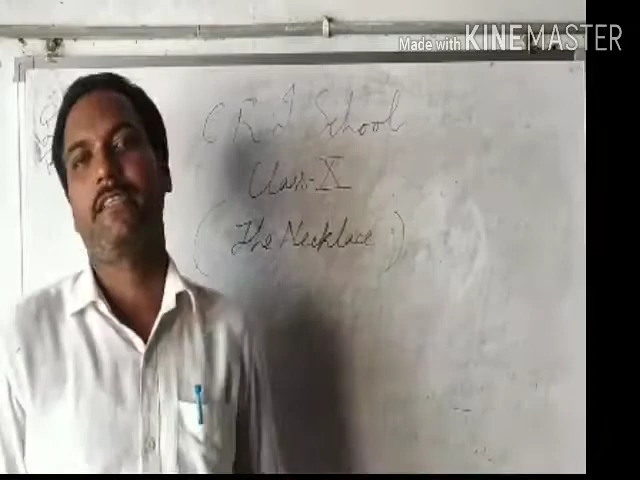 Made with KINEMASTER
C R J School
Class-X
(The Necklace)